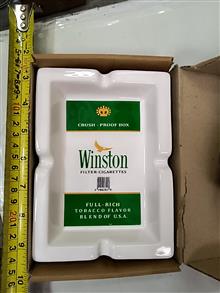 CRUSH - PROOF BOX
Winston
FILTER-CIGARETTES
FULL-RICH
TOBACCO FLAVOR
BLEND OF U.S.A.